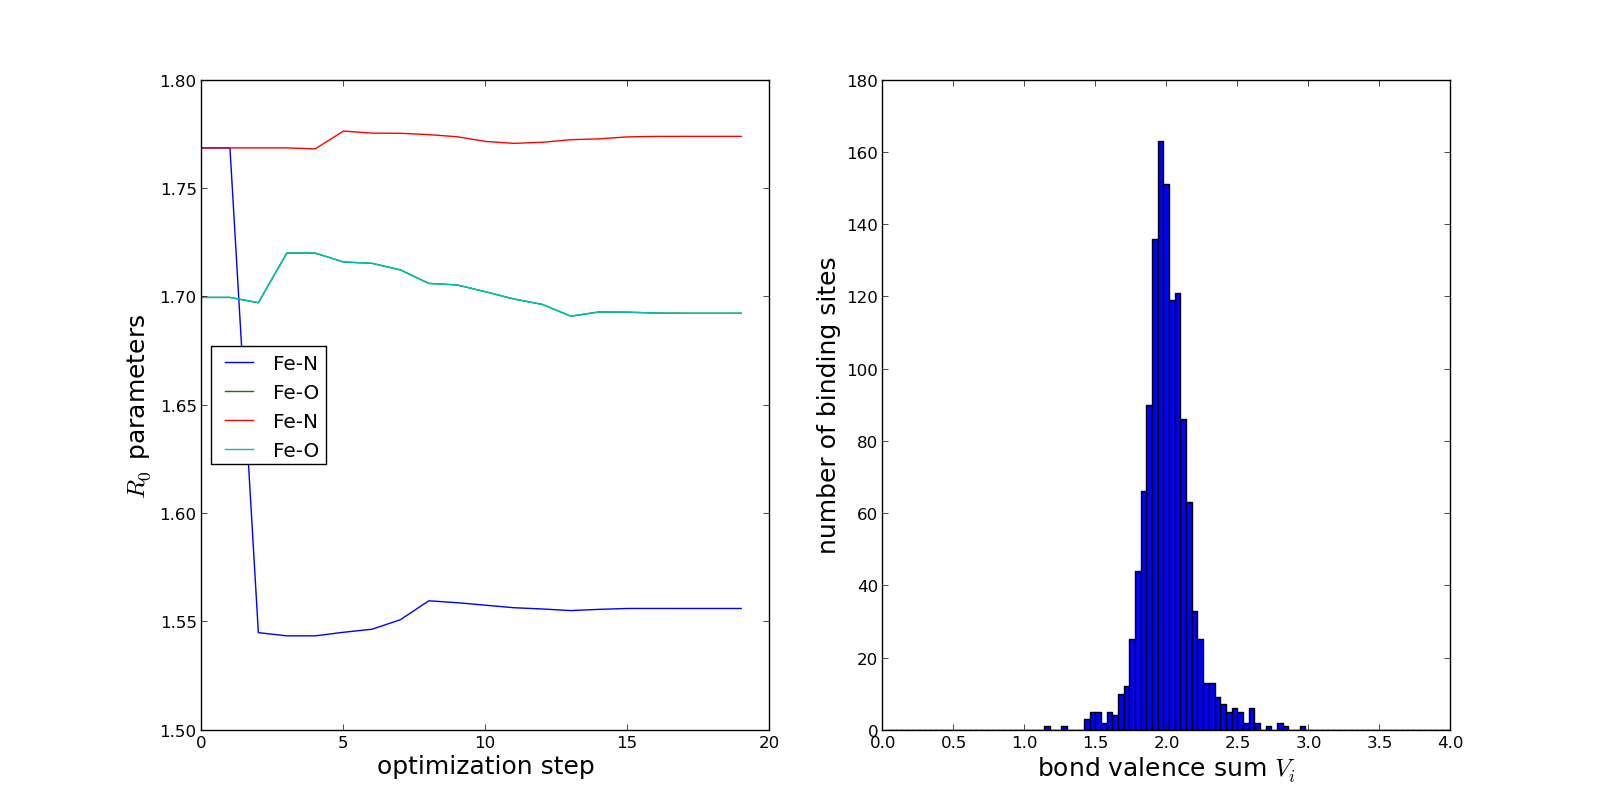 1.80
1.75
1.70
1.65
1.60
1.55
1.50
R0 parameters
Fe-N
Fe-O
Fe-N
Fe-O
0 5 10 15 20
optimization step
180
160
140
120
100
80
60
40
20
0
number of binding sites
0.0 0.5 1.0 1.5 2.0 2.5 3.0 3.5 4.0
bond valence sum Vi